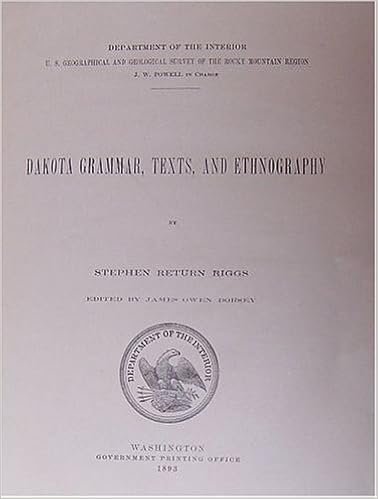 DEPARTMENT OF THE INTERIOR
U. S. GEOGRAPHICAL AND GEOLOGICAL SURVEY OF THE ROCKY MOUNTAIN REGION
J. W. POWELL IN CHARGE
DAKOTA GRAMMAR, TEXTS, AND ETHNOGRAPHY
BY
STEPHEN RETURN RIGGS
EDITED BY JAMES OWEN DORSEY
DEPARTMENT OF THE INTERIOR
WASHINGTON
GOVERNMENT PRINTING OFFICE
1893